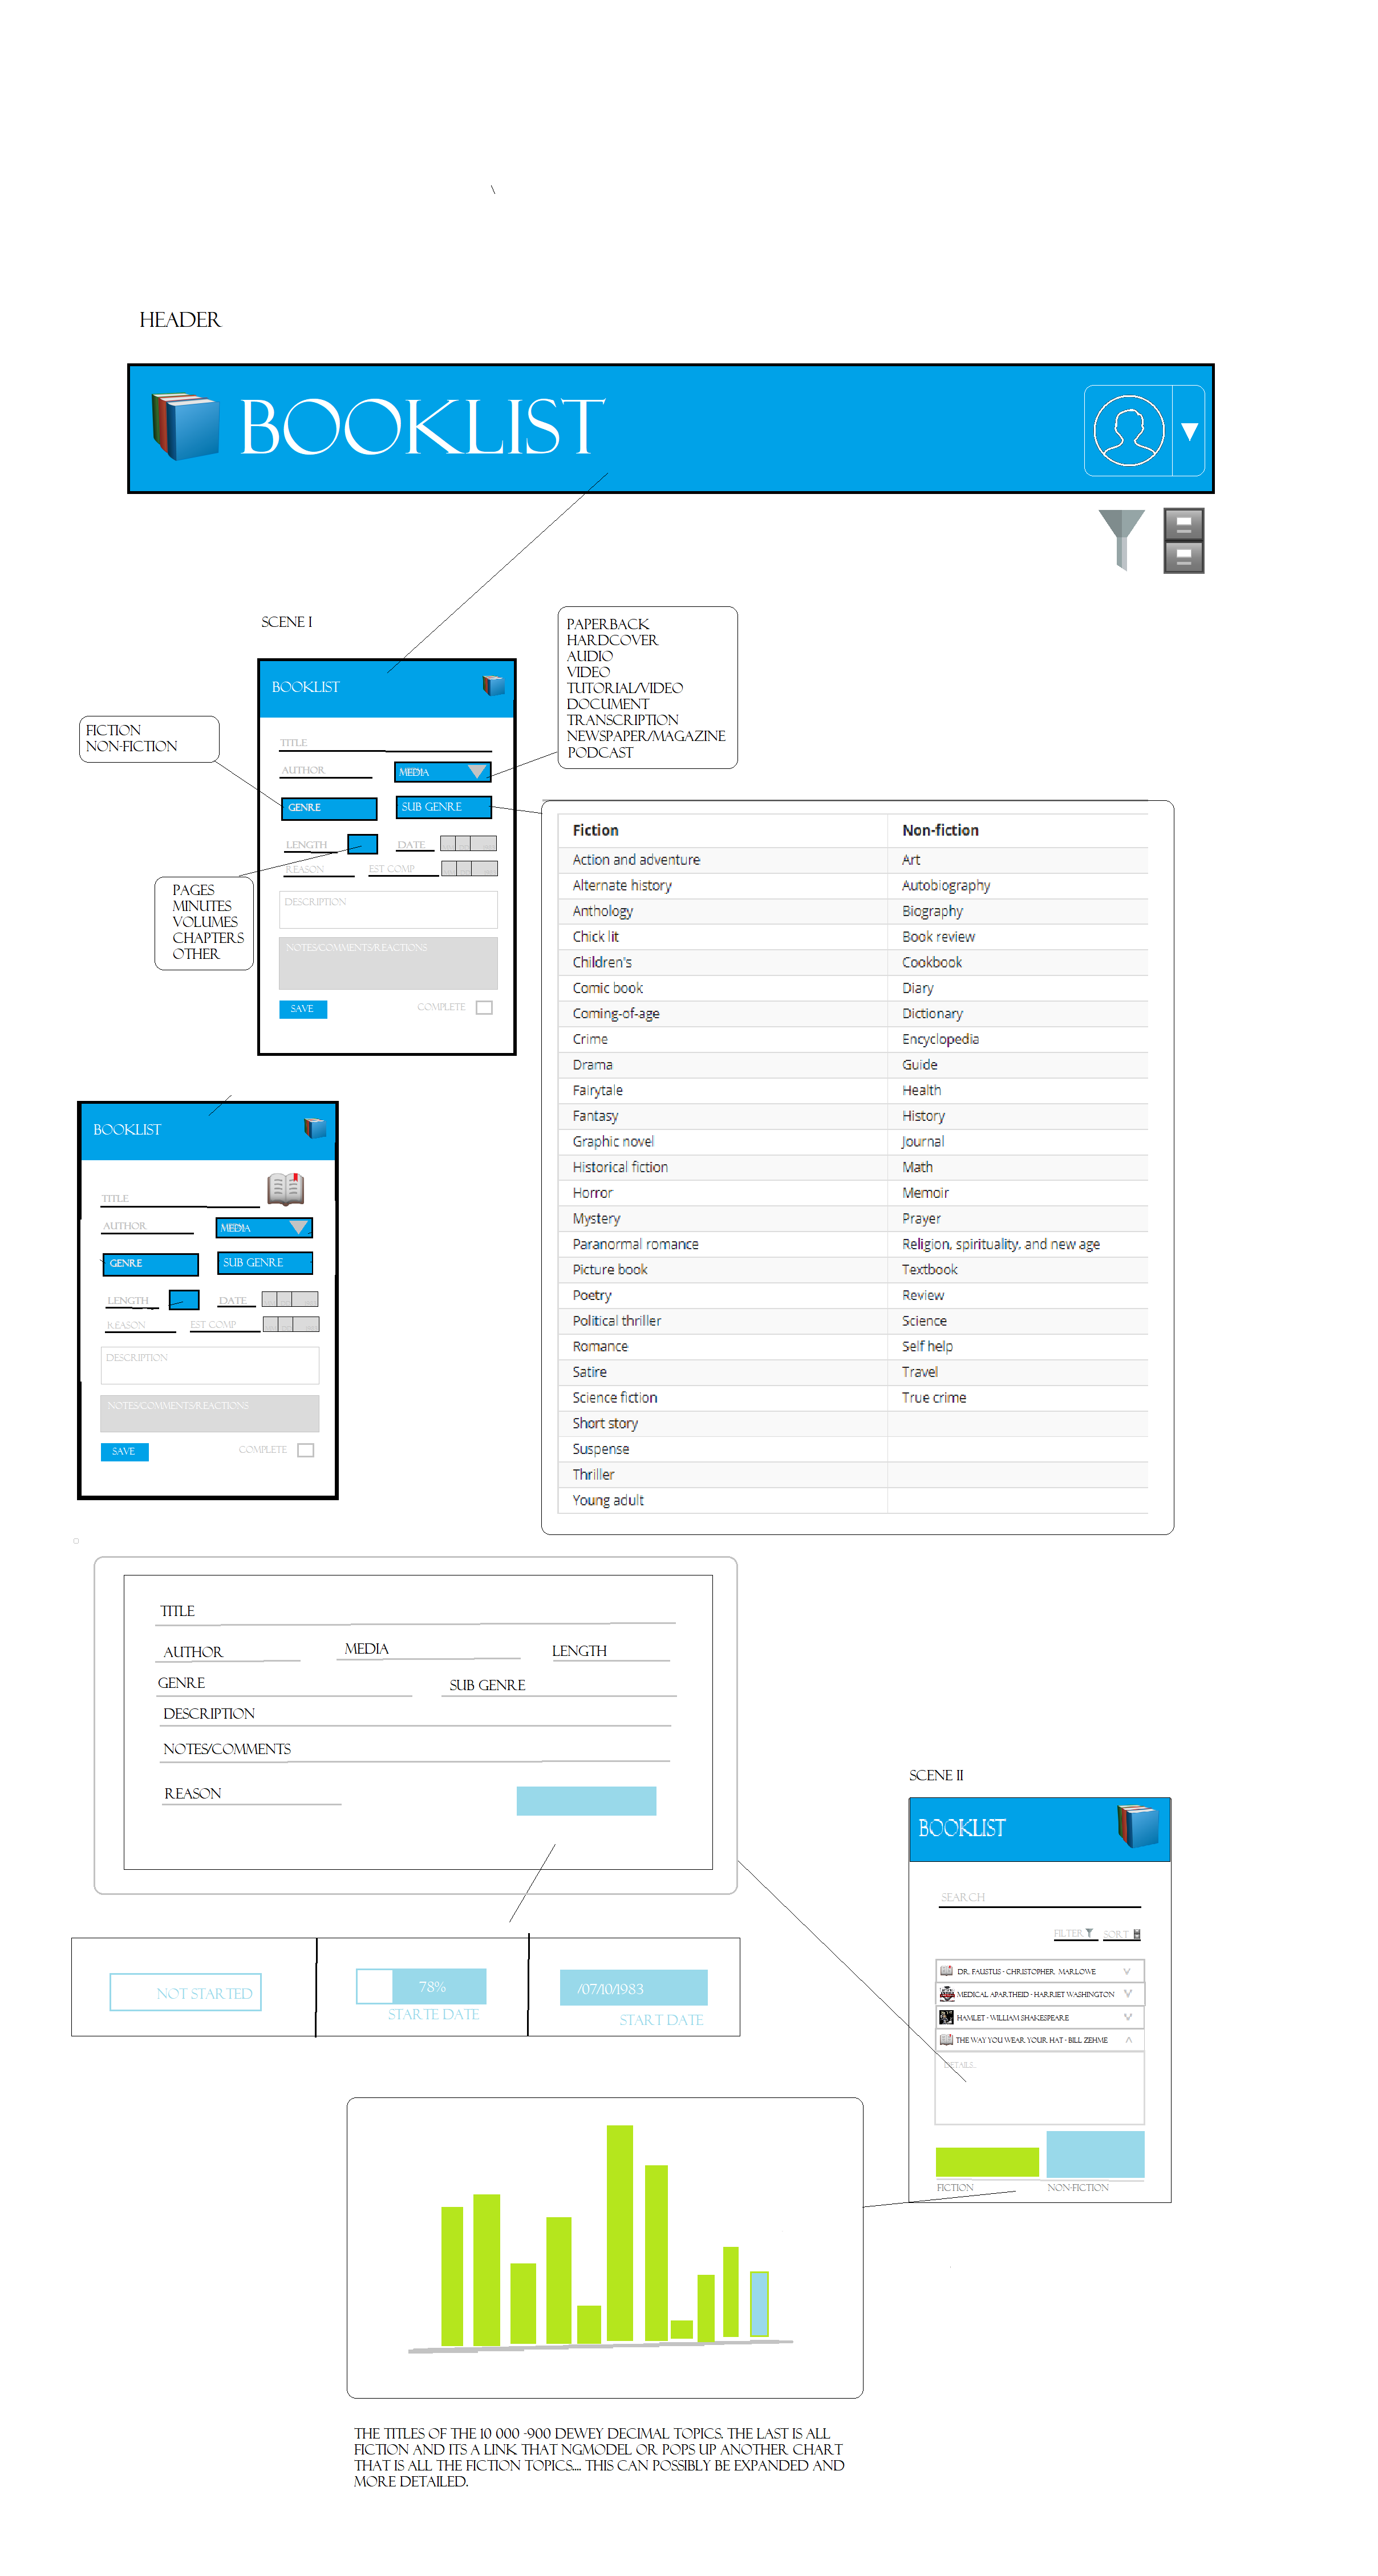 \
HEADER
BOOKLIST
SCENE I
PAPERBACK
HARDCOVER
AUDIO
VIDEO
TUTORIAL/VIDEO
DOCUMENT
TRANSCRIPTION
NEWSPAPER/MAGAZINE
PODCAST
FICTION
NON-FICTION
BOOKLIST
TITLE
AUTHOR MEDIA
GENRE SUB GENRE
LENGTH DATE
REASON EST COMP
DESCRIPTION
NOTES/COMMENTS/REACTIONS
SAVE COMPLETE
PAGES
MINUTES
VOLUMES
CHAPTERS
OTHER
Fiction Non-fiction
Action and adventure Art
Alternate history Autobiography
Anthology Biography
Chick lit Book review
Children's Cookbook
Comic book Diary
Coming-of-age Dictionary
Crime Encyclopedia
Drama Guide
Fairytale Health
Fantasy History
Graphic novel Journal
Historical fiction Math
Horror Memoir
Mystery Prayer
Paranormal romance Religion, spirituality, and new age
Picture book Textbook
Poetry Review
Political thriller Science
Romance Self help
Satire Travel
Science fiction True crime
Short story
Suspense
Thriller
Young adult
BOOKLIST
TITLE
AUTHOR MEDIA
GENRE SUB GENRE
LENGTH DATE
REASON EST COMP
DESCRIPTION
NOTES/COMMENTS/REACTIONS
SAVE COMPLETE
TITLE
AUTHOR MEDIA LENGTH
GENRE SUB GENRE
DESCRIPTION
NOTES/COMMENTS
REASON
NOT STARTED
78%
STARTE DATE
/07/10/1983
START DATE
SCENE II
BOOKLIST
SEARCH
FILTER SORT
DR. FAUSTUS - CHRISTOPHER MARLOWE
MEDICAL APARTHEID - HARRIET WASHINGTON
HAMLET - WILLIAM SHAKESPEARE
THE WAY YOU WEAR YOUR HAT - BILL ZEHME
DETAILS..
FICTION NON-FICTION
THE TITLES OF THE 10 000 -900 DEWEY DECIMAL TOPICS. THE LAST IS ALL
FICTION AND ITS A LINK THAT NGMODEL OR POPS UP ANOTHER CHART
THAT IS ALL THE FICTION TOPICS.... THIS CAN POSSIBLY BE EXPANDED AND
MORE DETAILED.